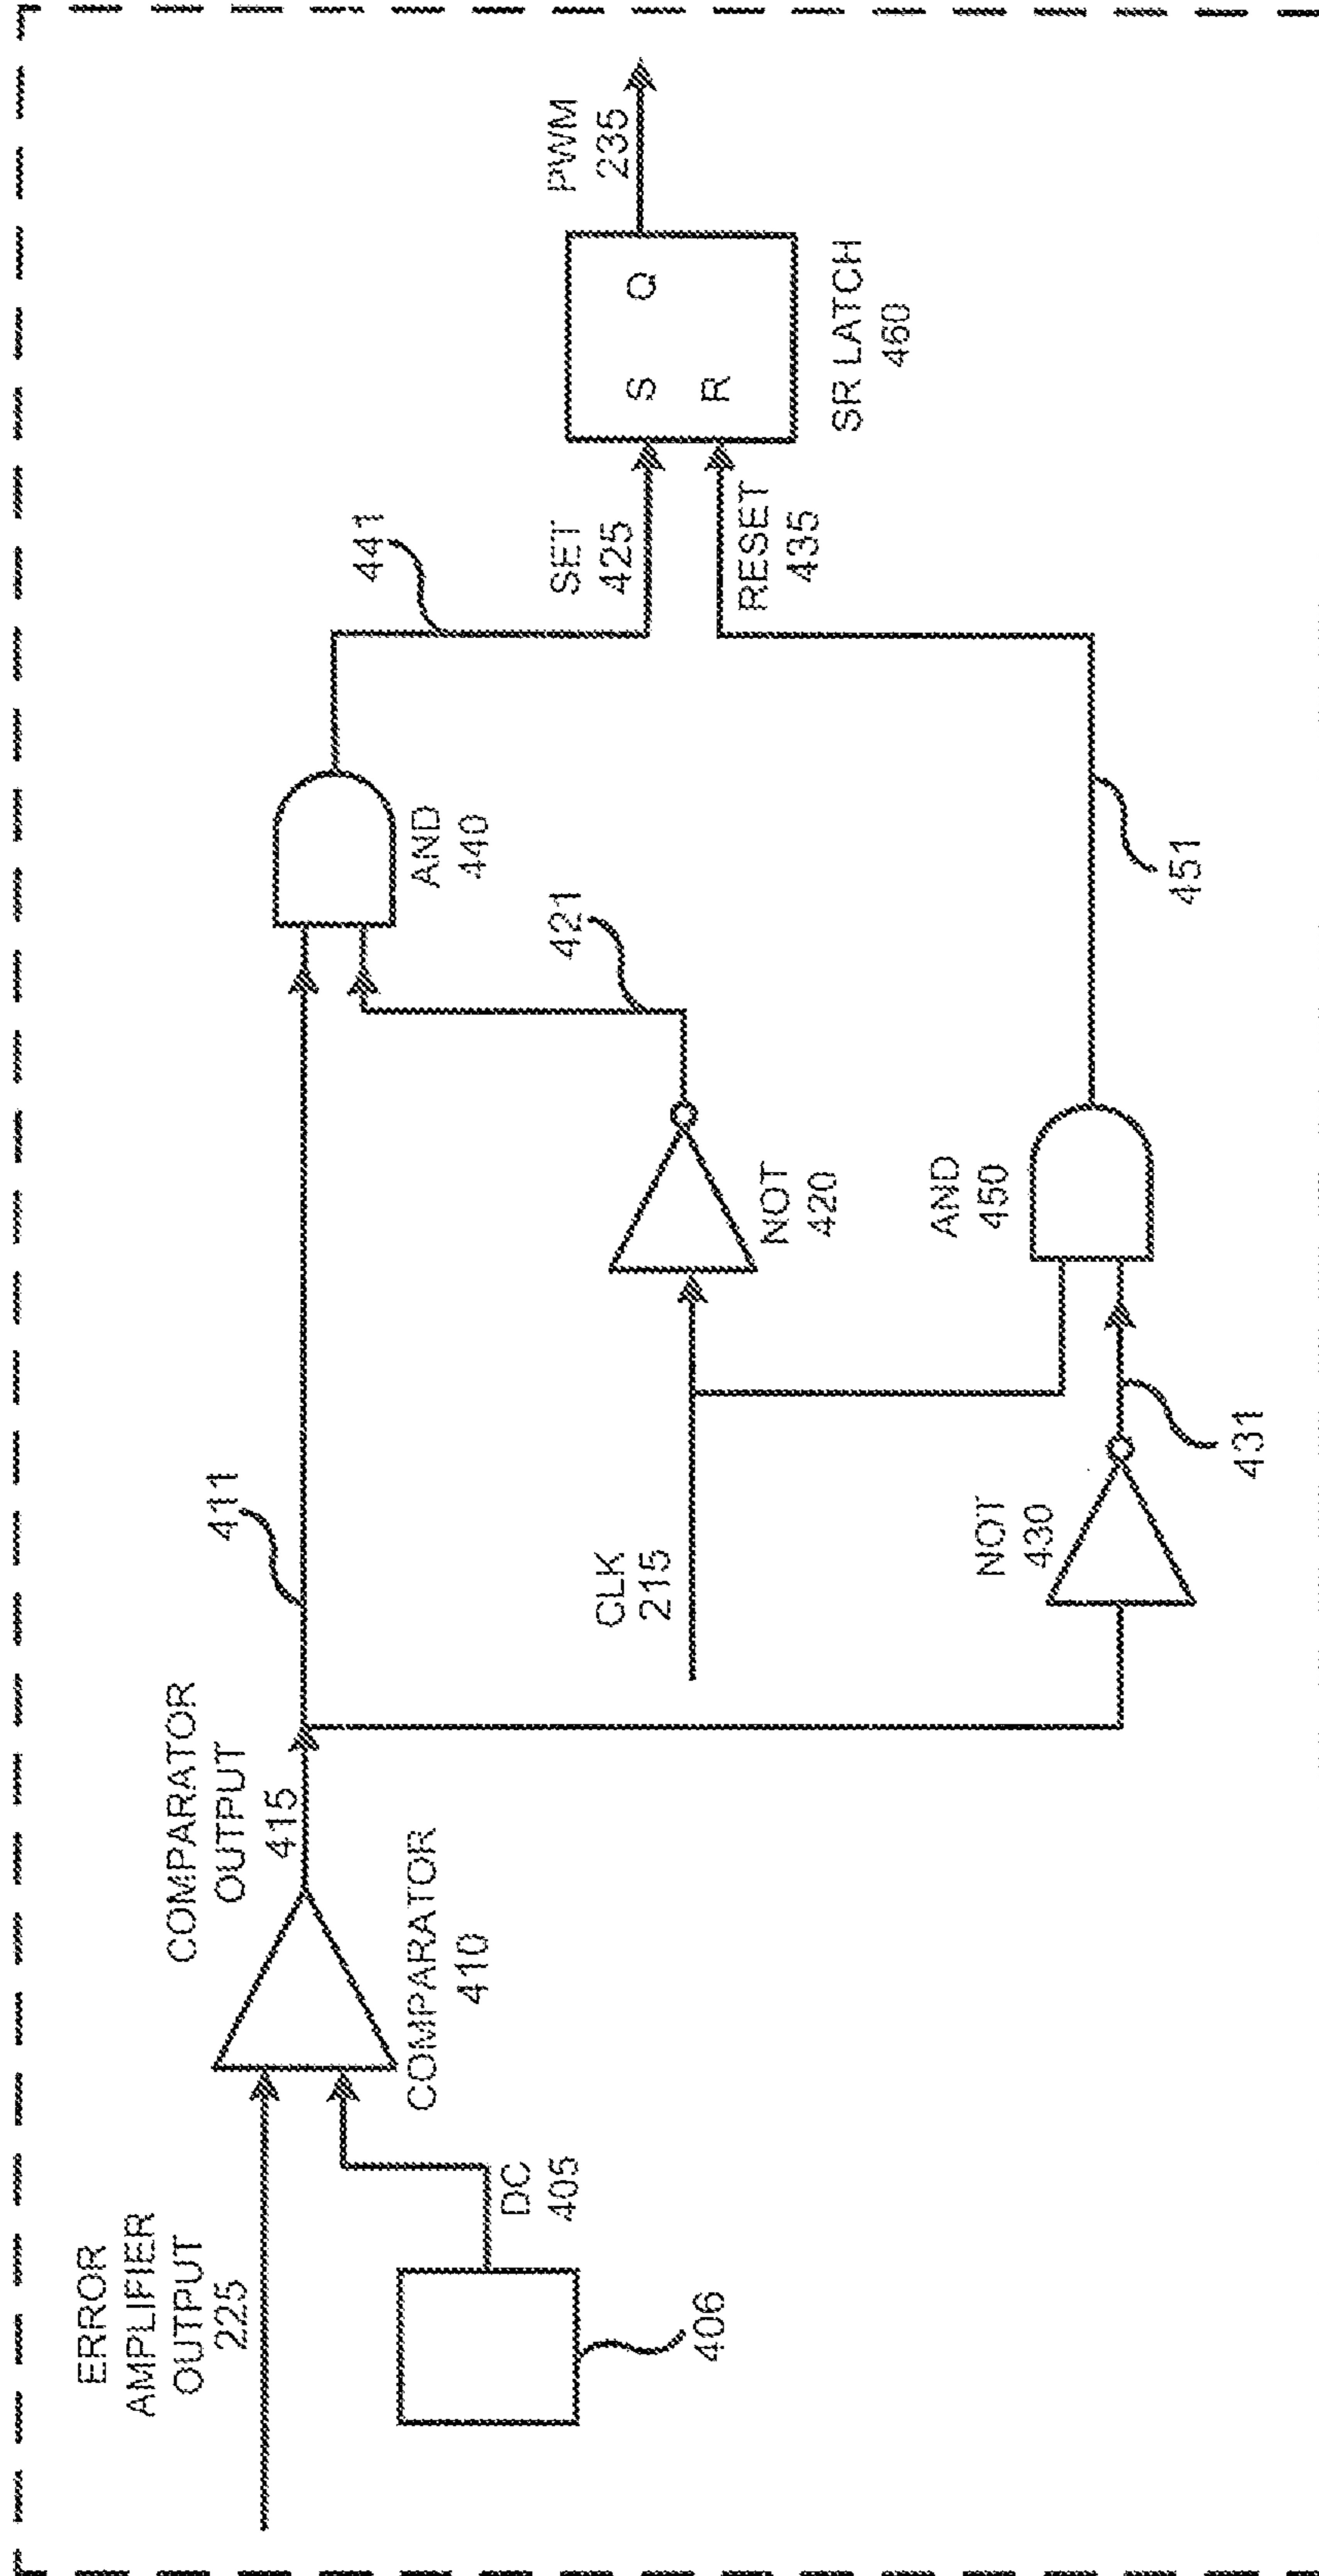 ERROR
AMPLIFIER
OUTPUT
225
406
DC
405
COMPARATOR
410
COMPARATOR
OUTPUT
415
411
CLK
215
NOT
430
431
NOT
420
421
AND
450
451
AND
440
441
SET
425
RESET
435
S
Q
R
SR LATCH
460
PWM
235